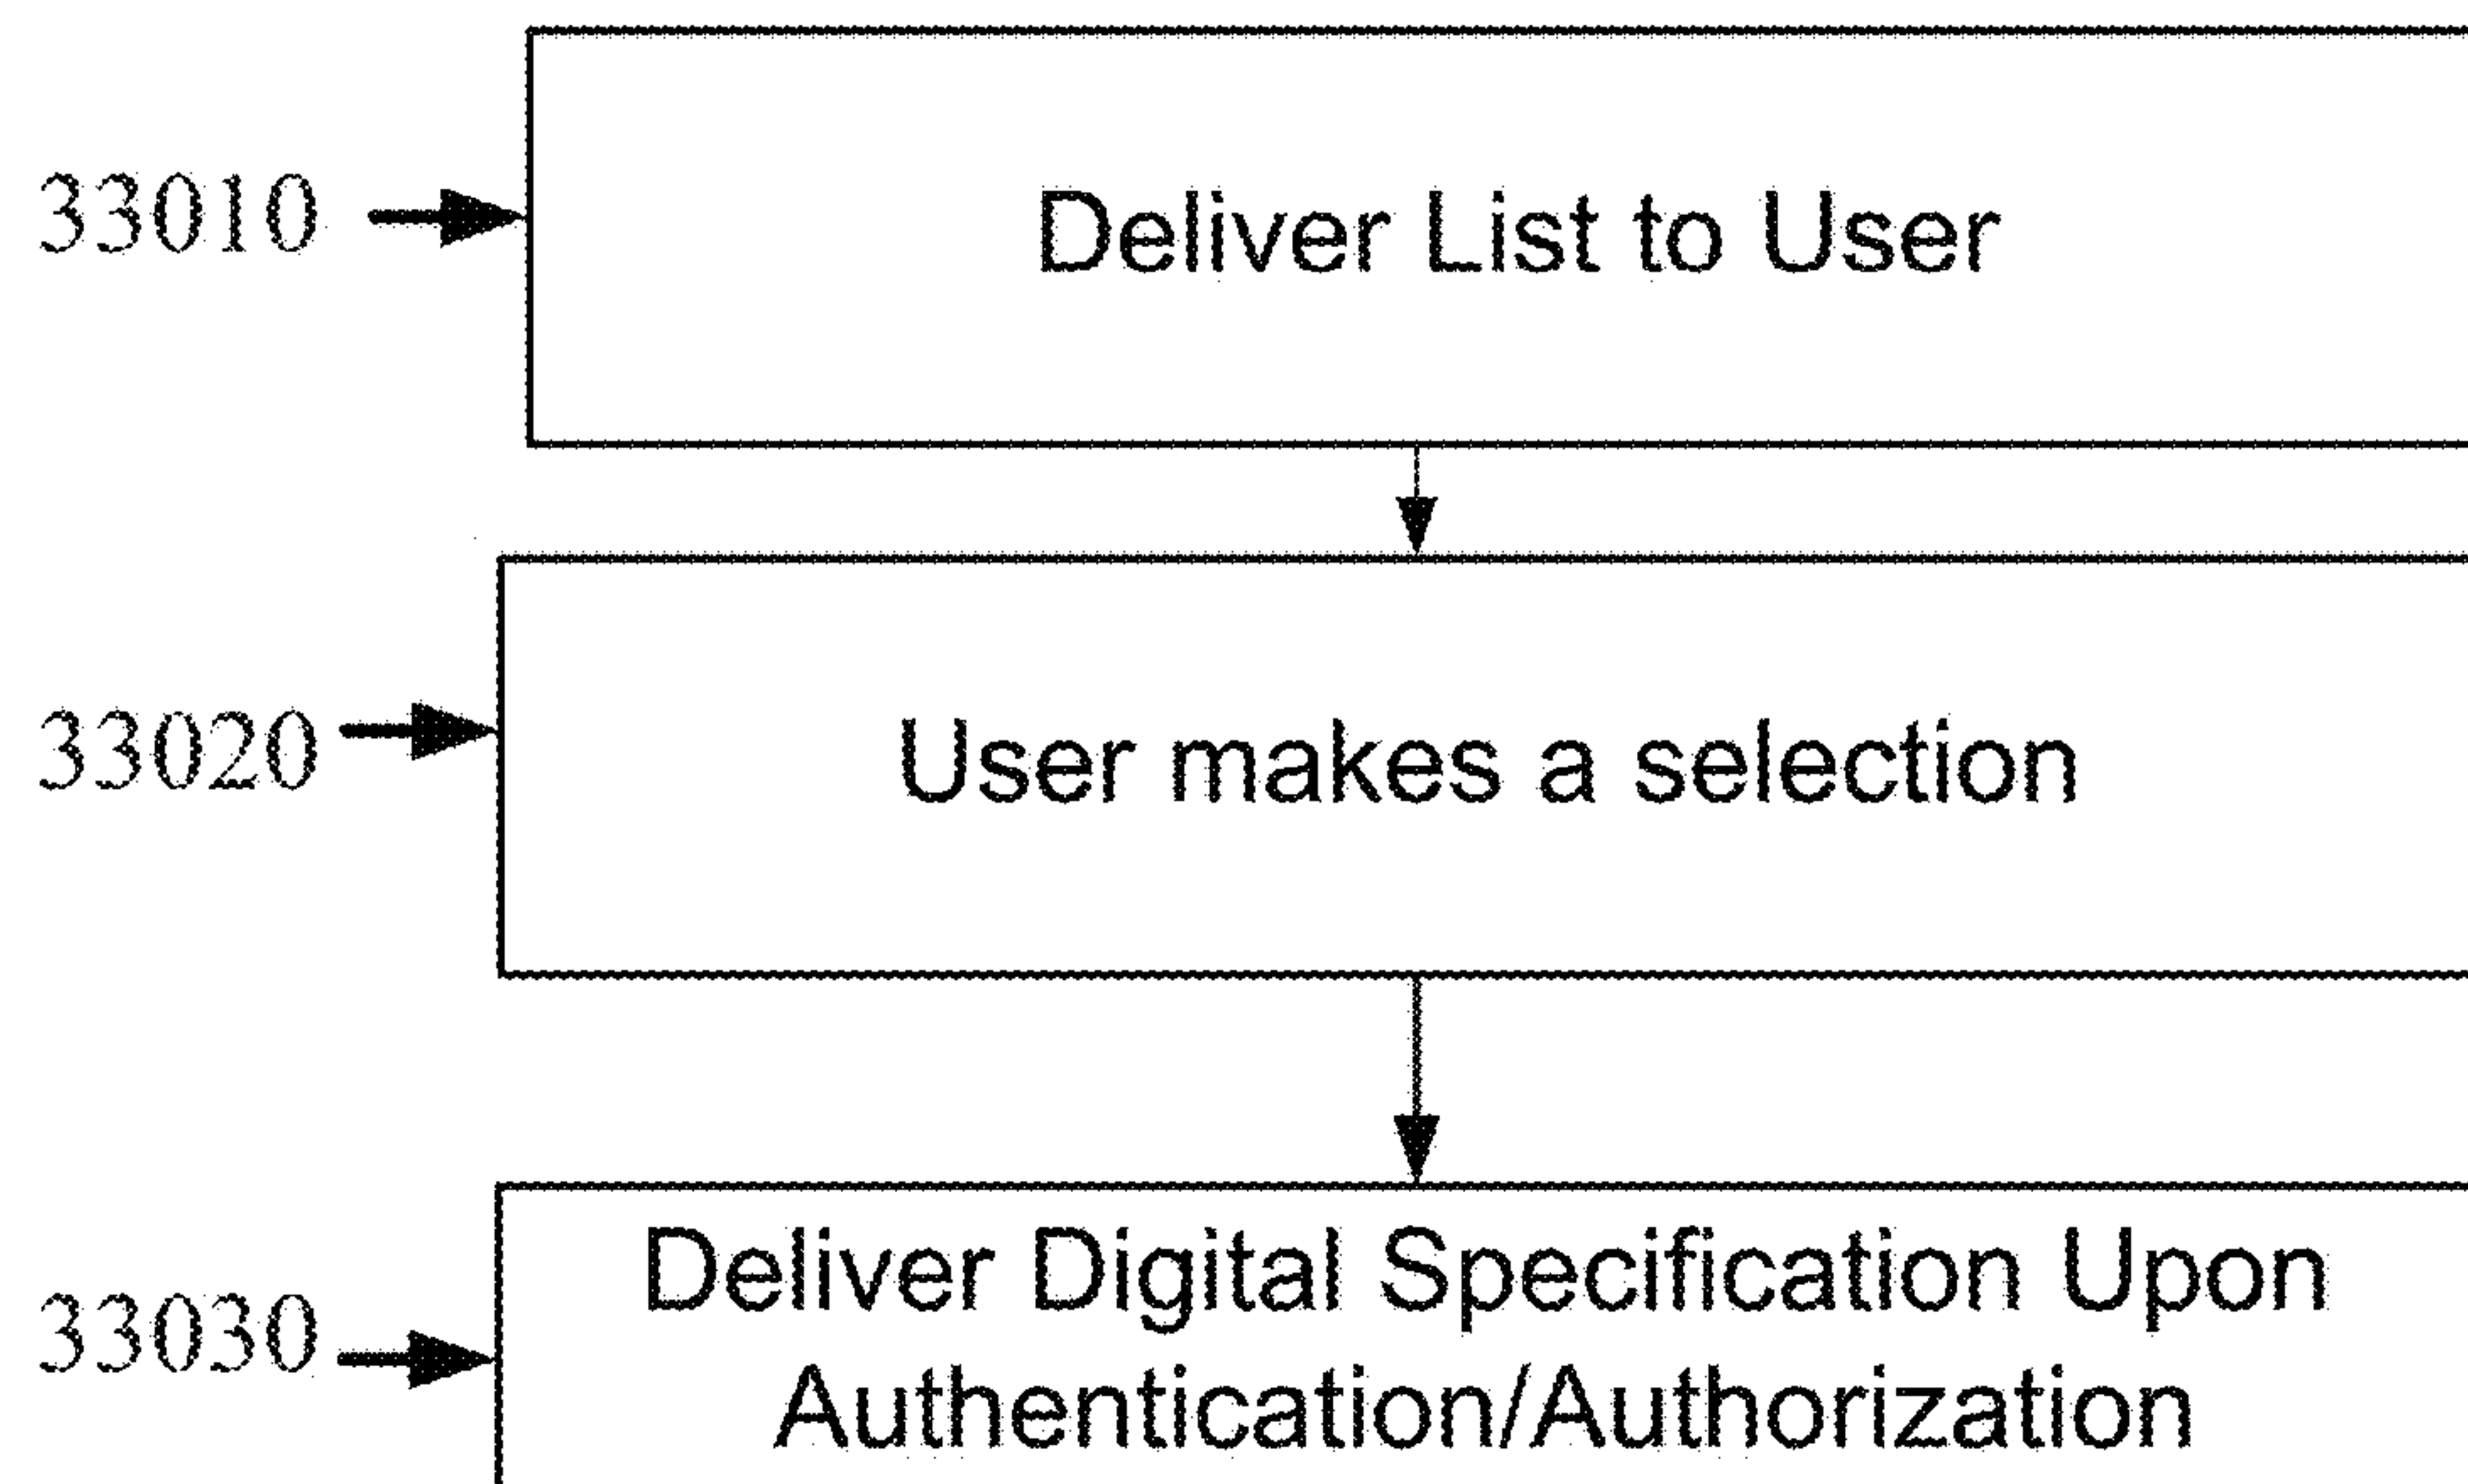 33010
Deliver List to User
33020
User makes a selection
33030
Deliver Digital Specification Upon
Authentication/Authorization